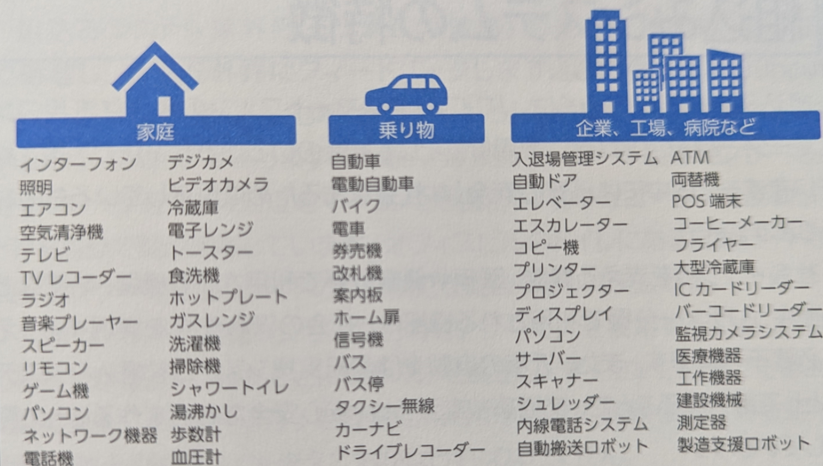 家庭
インターフォン
照明
エアコン
空気清浄機
テレビ
TV レコーダー
ラジオ
音楽プレーヤー
スピーカー
リモコン
ゲーム機
パソコン
ネットワーク機器
電話機
デジカメ
ビデオカメラ
冷蔵庫
電子レンジ
トースター
食洗機
ホットプレート
ガスレンジ
洗濯機
掃除機
シャワートイレ
湯沸かし
歩数計
血圧計
乗り物
自動車
電動自動車
バイク
電車
券売機
改札機
案内板
ホーム扉
信号機
バス
バス停
タクシー無線
カーナビ
ドライブレコーダー
企業、工場、病院など
入退場管理システム
自動ドア
エレベーター
エスカレーター
コピー機
プリンター
プロジェクター
ディスプレイ
パソコン
サーバー
スキャナー
シュレッダー
内線電話システム
自動搬送ロボット
ATM
両替機
POS 端末
コーヒーメーカー
フライヤー
大型冷蔵庫
IC カードリーダー
バーコードリーダー
監視カメラシステム
医療機器
工作機器
建設機械
測定器
製造支援ロボット